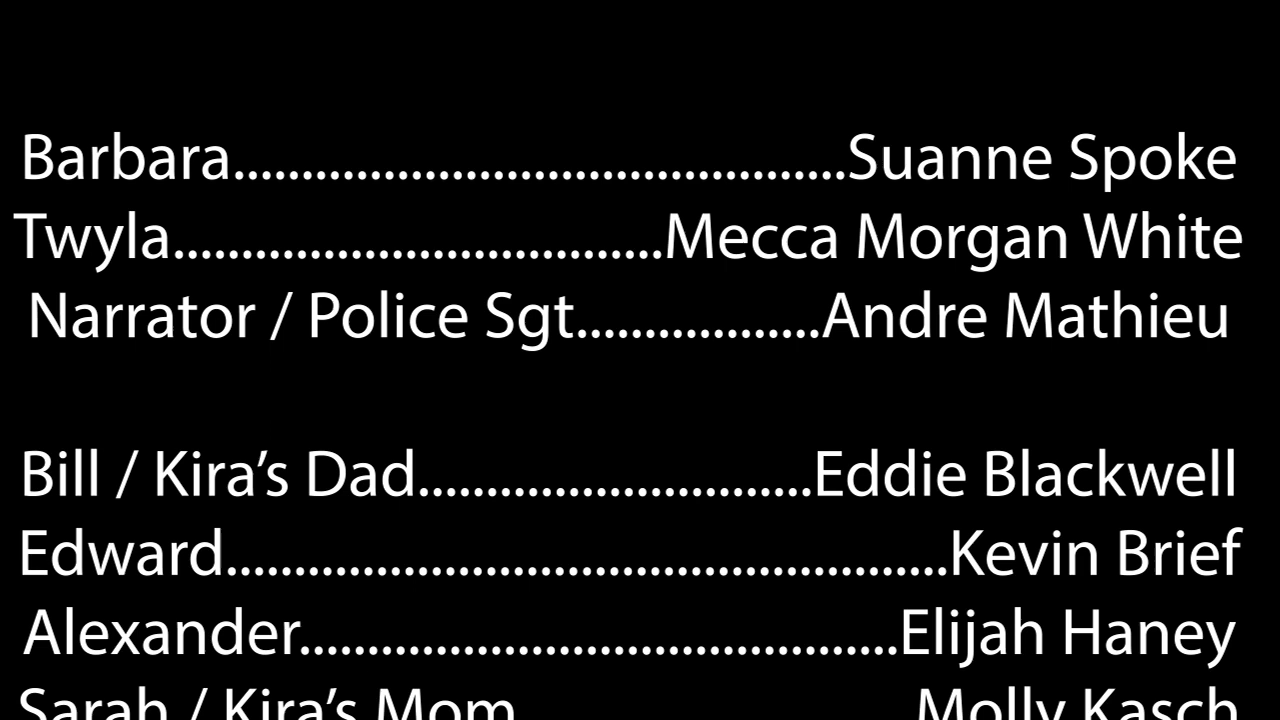 Barbara.............................................Suanne Spoke
Twyla....................................Mecca Morgan White
Narrator / Police Sgt..................Andre Mathieu
Bill / Kira’s Dad.............................Eddie Blackwell
Edward.....................................................Kevin Brief
Alexander............................................Elijah Haney
Sarah / Kira’s Mom..............................Molly Kasch